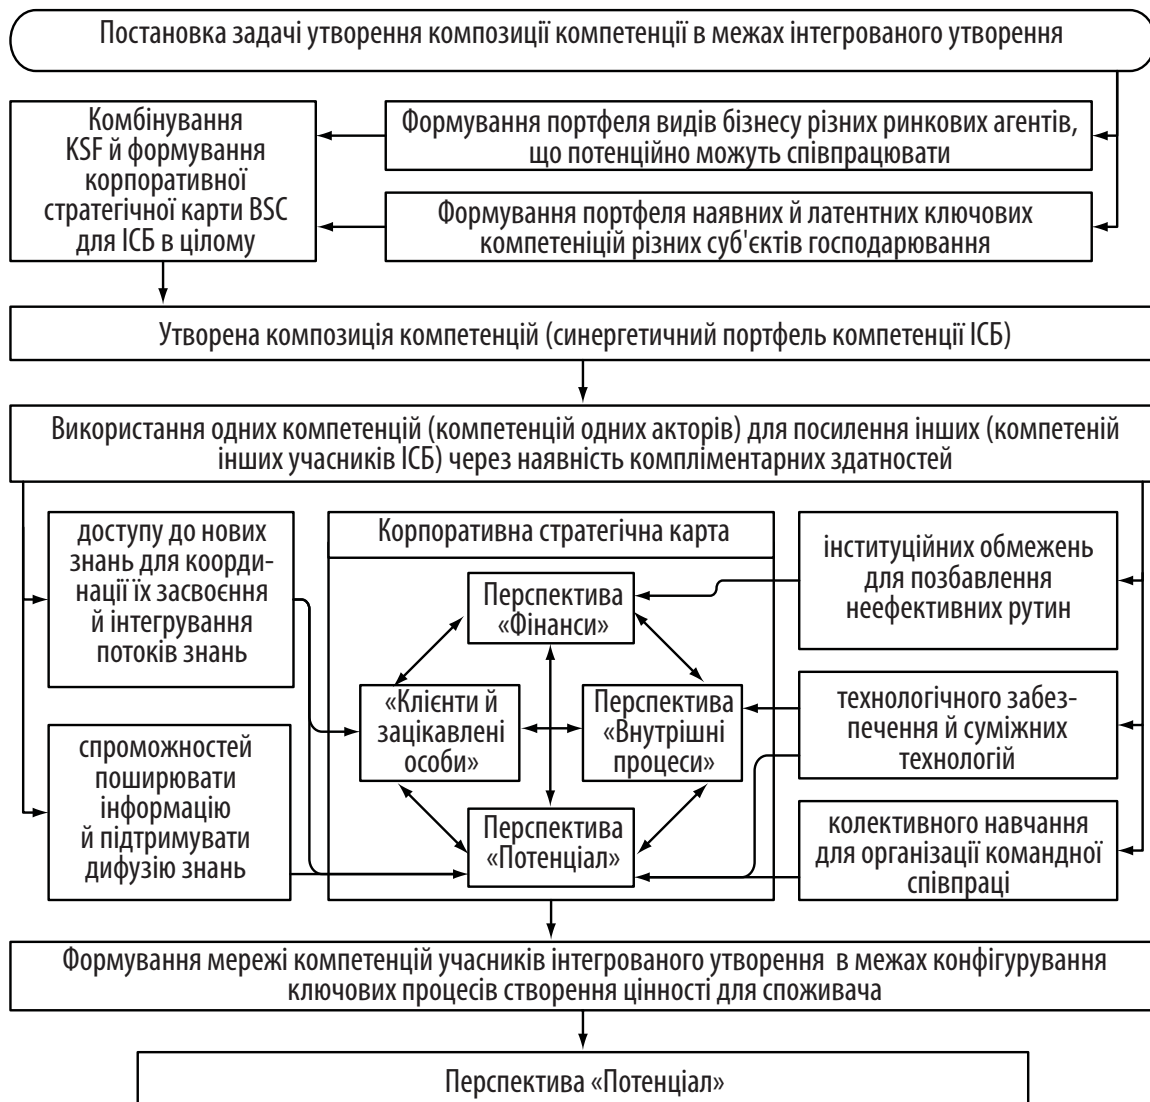 Постановка задачі утворення композиції компетенції в межах інтегрованого утворення
Комбінування
KSF й формування
корпоративної
стратегічної карти BSC
для ІСБ в цілому
Формування портфеля видів бізнесу різних ринкових агентів,
що потенційно можуть співпрацювати
Формування портфеля наявних й латентних ключових
компетеніцій різних суб'єктів господарювання
Утворена композиція компетенцій (синергетичний портфель компетенції ІСБ)
Використання одних компетенцій (компетенцій одних акторів) для посилення інших (компетеній
інших учасників ІСБ) через наявність компліментарних здатностей
доступу до нових
знань для коорди-
нації їх засвоєння
й інтегрування
потоків знань
спроможностей
поширювати
інформацію
й підтримувати
дифузію знань
Корпоративна стратегічна карта
Перспектива
«Фінанси»
«Клієнти й
зацікавлені
особи»
Перспектива
«Внутрішні
процеси»
Перспектива
«Потенціал»
інституційних обмежень
для позбавлення
неефективних рутин
технологічного забез-
печення й суміжних
технологій
колективного навчання
для організації командної
співпраці
Формування мережі компетенцій учасників інтегрованого утворення в межах конфігурування
ключових процесів створення цінності для споживача
Перспектива «Потенціал»